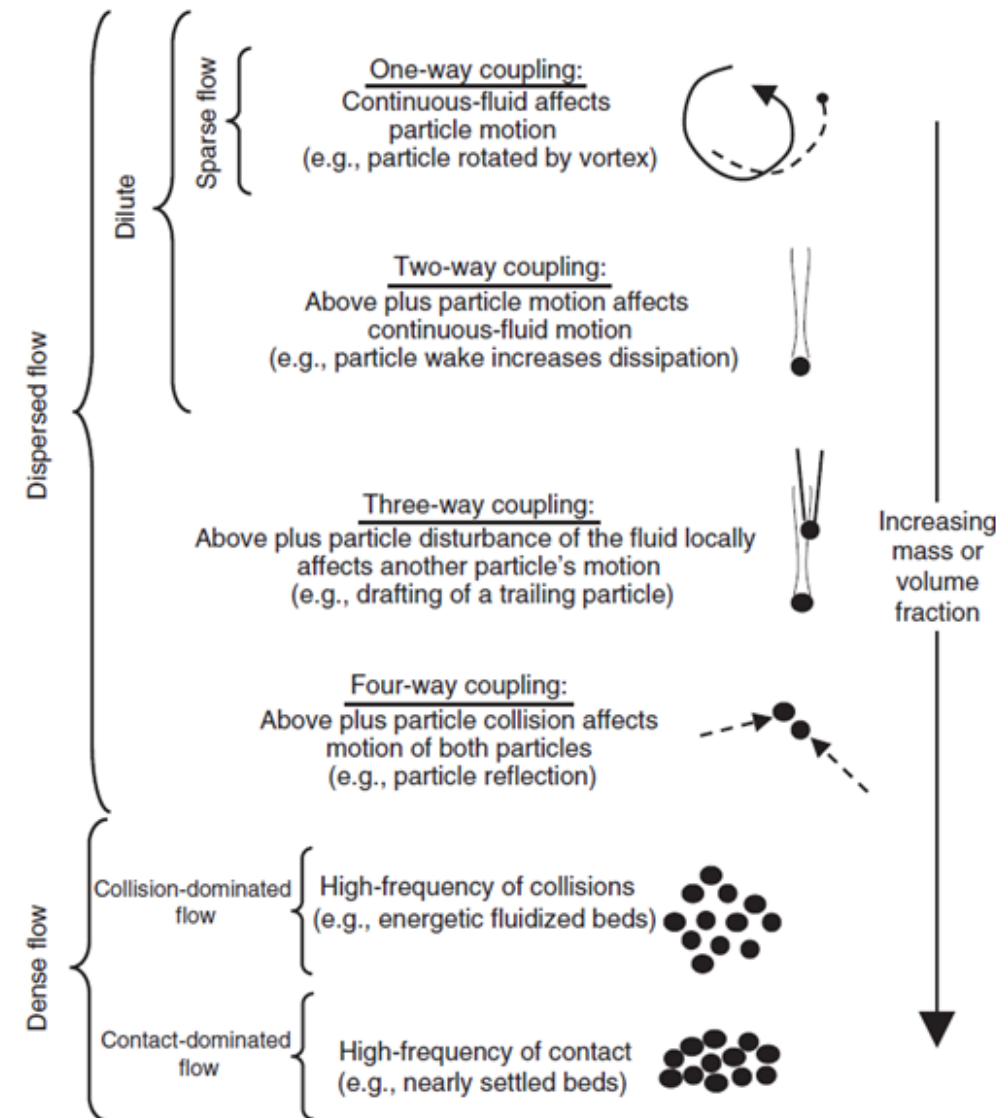 Dispersed flow
Dilute
Sparse flow
One-way coupling:
Continuous-fluid affects
particle motion
(e.g., particle rotated by vortex)
Two-way coupling:
Above plus particle motion affects
continuous-fluid motion
(e.g., particle wake increases dissipation)
Three-way coupling:
Above plus particle disturbance of the fluid locally
affects another particle's motion
(e.g., drafting of a trailing particle)
Four-way coupling:
Above plus particle collision affects
motion of both particles
(e.g., particle reflection)
Increasing
mass or
volume
fraction
Dense flow
Collision-dominated
flow
High-frequency of collisions
(e.g., energetic fluidized beds)
Contact-dominated
flow
High-frequency of contact
(e.g., nearly settled beds)